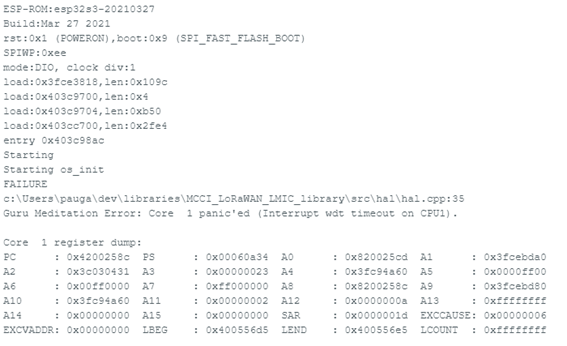 ESP-ROM:esp32s3-20210327
Build:Mar 27 2021
rst:0x1 (POWERON),boot:0x9 (SPI_FAST_FLASH_BOOT)
SPIWP:0xee
mode:DIO, clock div:1
load:0x3fce3818,len:0x109c
load:0x403c9700,len:0x4
load:0x403c9704,len:0xb50
load:0x403cc700,len:0x2fe4
entry 0x403c98ac
Starting
Starting os_init
FAILURE
c:\Users\pauga\dev\libraries\MCCI_LoRaWAN_LMIC_library\src\hal\hal.cpp:35
Guru Meditation Error: Core  1 panic'ed (Interrupt wdt timeout on CPU1).

Core  1 register dump:
PC      : 0x4200258c  PS      : 0x00060a34  A0      : 0x820025cd  A1      : 0x3fcebda0
A2      : 0x3c030431  A3      : 0x00000023  A4      : 0x3fc94a60  A5      : 0x0000ff00
A6      : 0x00ff0000  A7      : 0xff000000  A8      : 0x8200258c  A9      : 0x3fcebd80
A10     : 0x3fc94a60  A11     : 0x00000002  A12     : 0x0000000a  A13     : 0xffffffff
A14     : 0x00000000  A15     : 0x00000000  SAR     : 0x0000001d  EXCCAUSE: 0x00000006
EXCVADDR: 0x00000000  LBEG    : 0x400556d5  LEND    : 0x400556e5  LCOUNT  : 0xffffffff